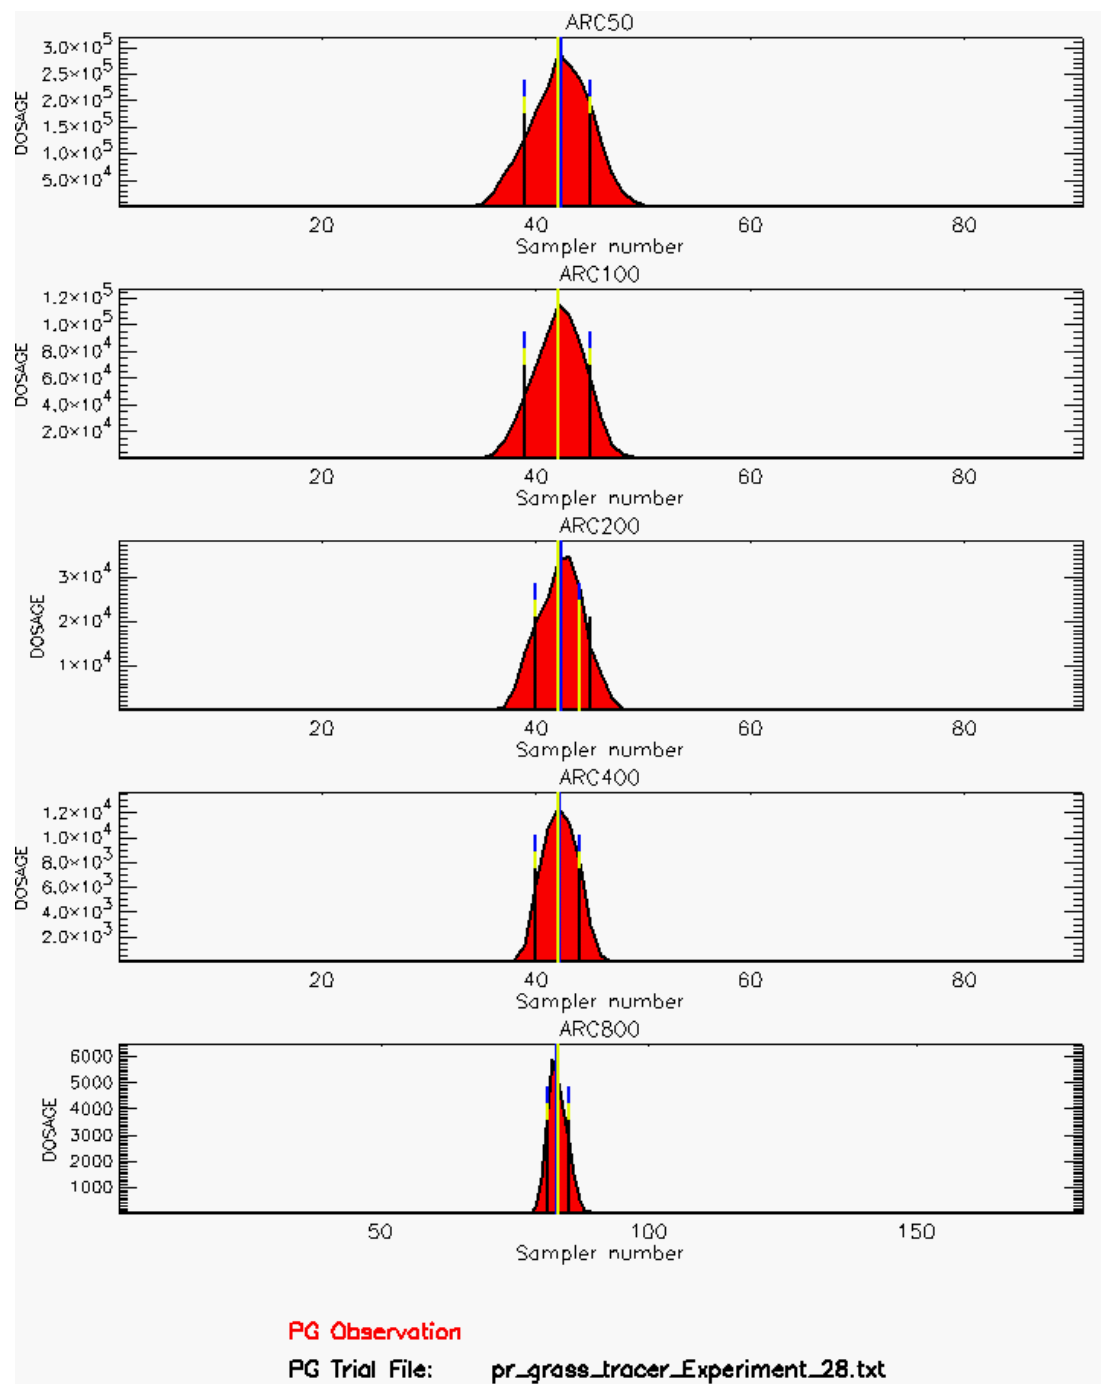 ARC50
3.0×10^5
2.5×10^5
2.0×10^5
1.5×10^5
1.0×10^5
5.0×10^4
DOSAGE
20 40 60 80
Sampler number
ARC100
1.2×10^5
1.0×10^5
8.0×10^4
6.0×10^4
4.0×10^4
2.0×10^4
DOSAGE
20 40 60 80
Sampler number
ARC200
3×10^4
2×10^4
1×10^4
DOSAGE
20 40 60 80
Sampler number
ARC400
1.2×10^4
1.0×10^4
8.0×10^3
6.0×10^3
4.0×10^3
2.0×10^3
DOSAGE
20 40 60 80
Sampler number
ARC800
6000
5000
4000
3000
2000
1000
DOSAGE
50 100 150
Sampler number
PG Observation
PG Trial File: pr_grass_tracer_Experiment_28.txt